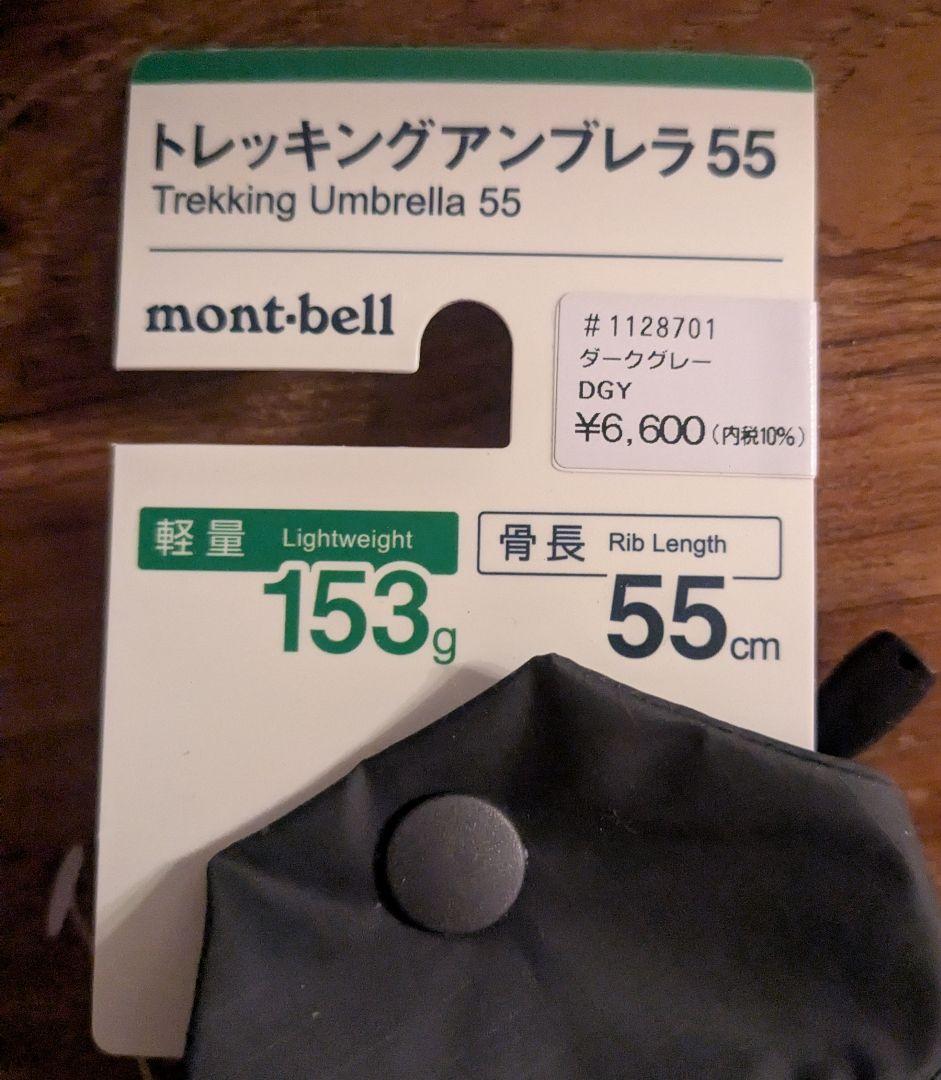 トレッキングアンブレラ55
Trekking Umbrella 55
mont-bell
#1128701
ダークグレー
DGY
¥6,600(内税10%)
軽量 Lightweight
153g
骨長 Rib Length
55cm